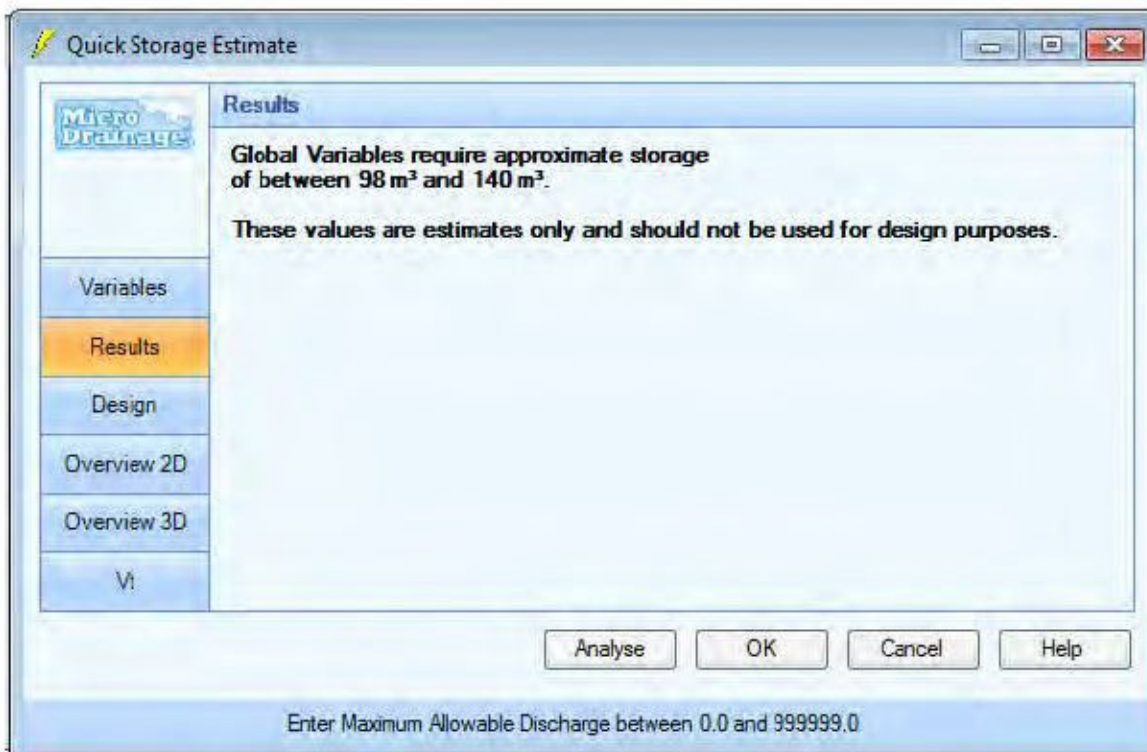 Quick Storage Estimate
Micro
Drainage
Results
Global Variables require approximate storage
of between 98 m³ and 140 m³.
These values are estimates only and should not be used for design purposes.
Variables
Results
Design
Overview 2D
Overview 3D
Vt
Analyse
OK
Cancel
Help
Enter Maximum Allowable Discharge between 0.0 and 999999.0